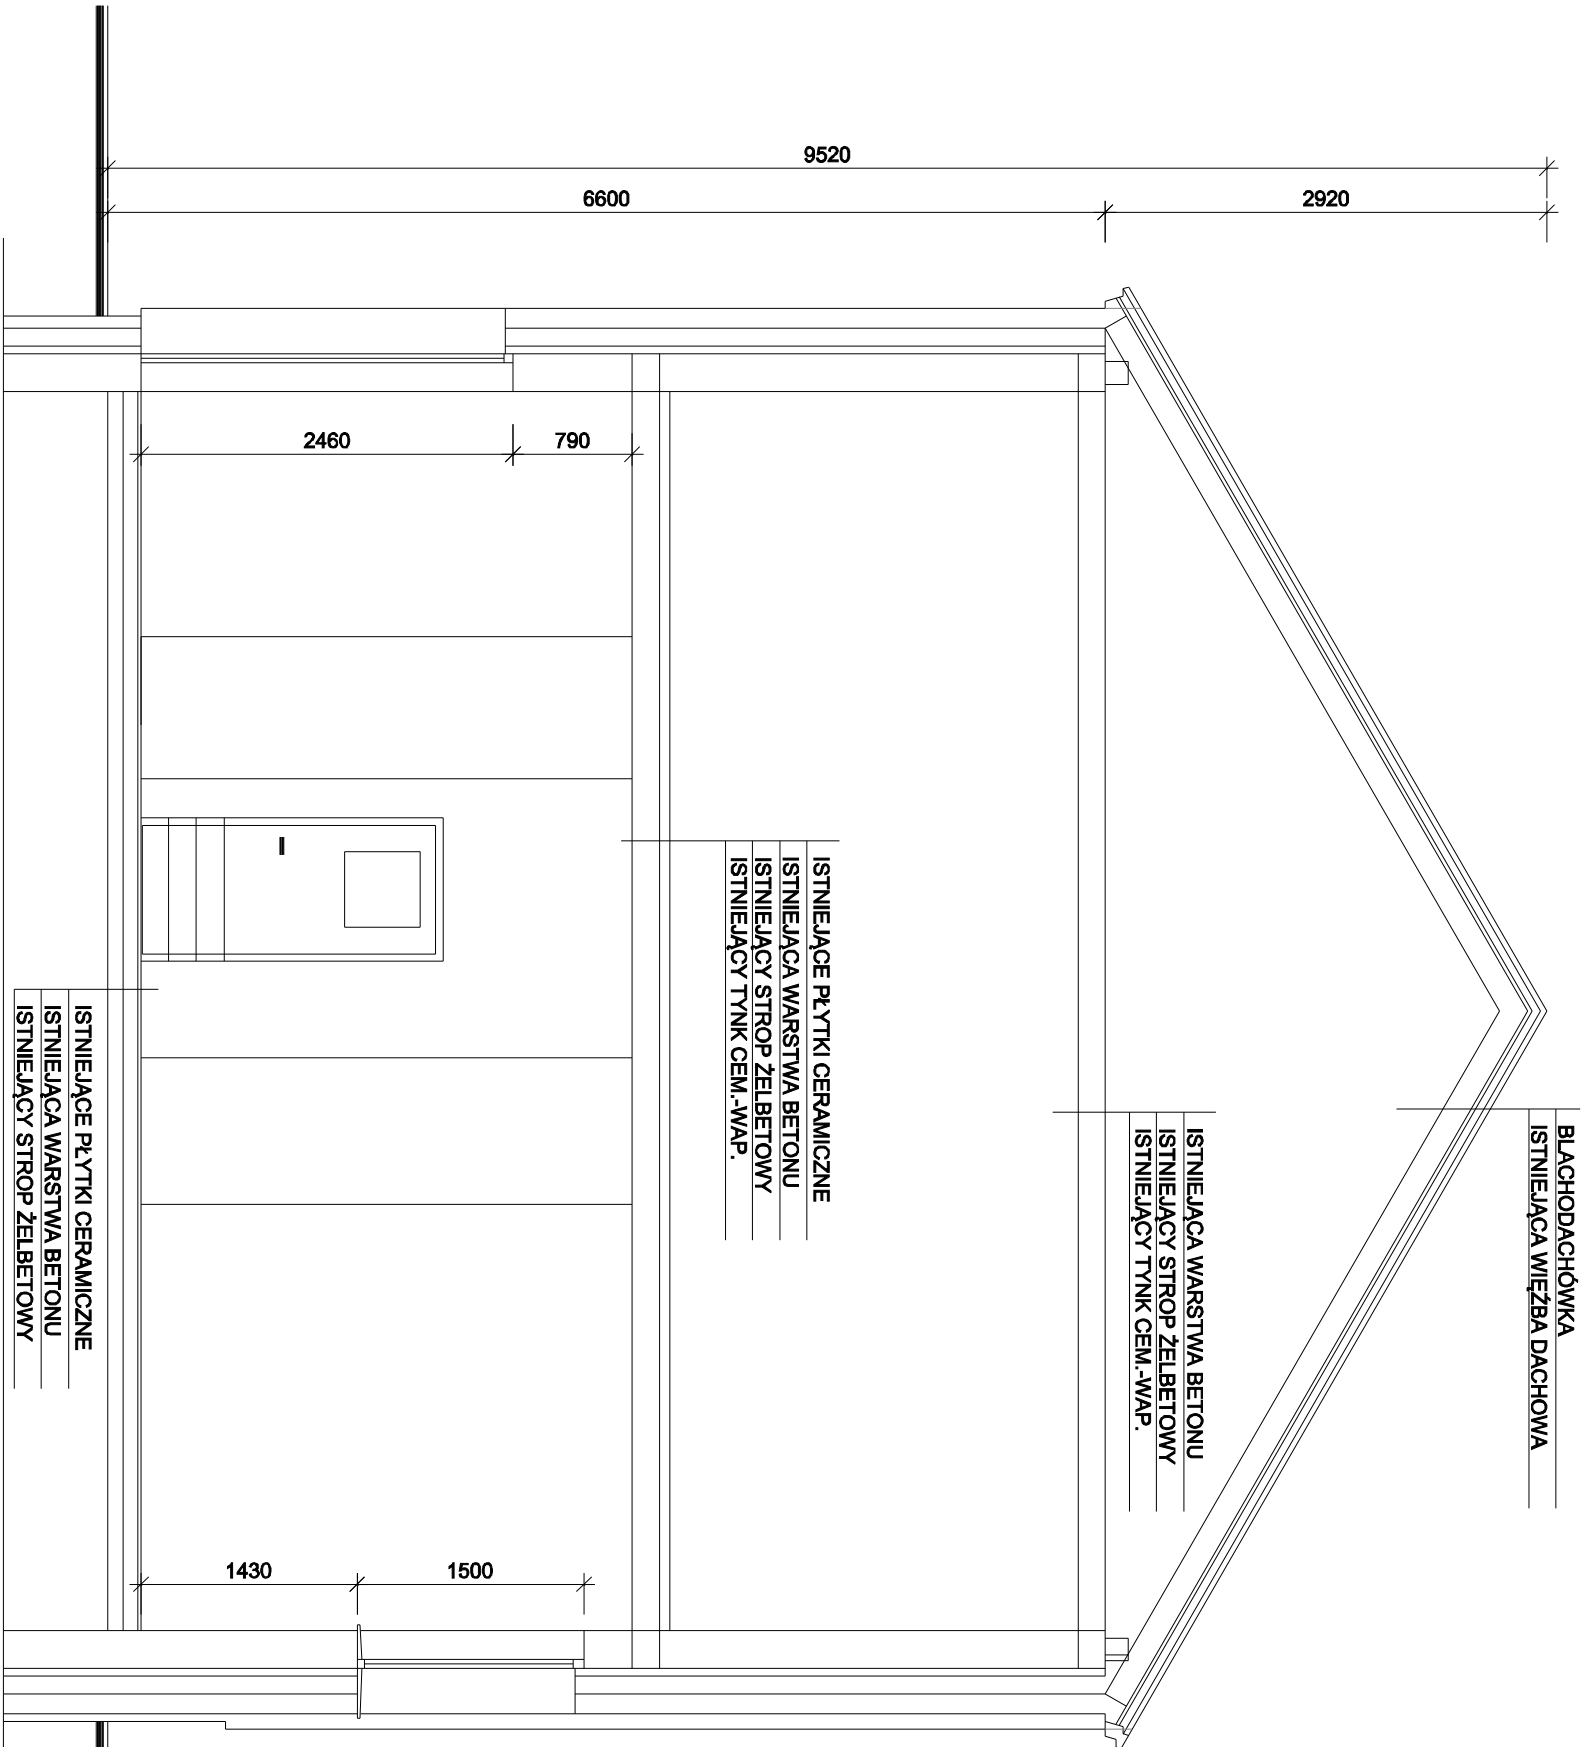 9520
6600
2920
2460
790
1430
1500
BLACHODACHÓWKA
ISTNIEJĄCA WIĘŹBA DACHOWA
ISTNIEJĄCA WARSTWA BETONU
ISTNIEJĄCY STROP ŻELBETOWY
ISTNIEJĄCY TYNK CEM.-WAP.
ISTNIEJĄCE PŁYTKI CERAMICZNE
ISTNIEJĄCA WARSTWA BETONU
ISTNIEJĄCY STROP ŻELBETOWY
ISTNIEJĄCY TYNK CEM.-WAP.
ISTNIEJĄCE PŁYTKI CERAMICZNE
ISTNIEJĄCA WARSTWA BETONU
ISTNIEJĄCY STROP ŻELBETOWY